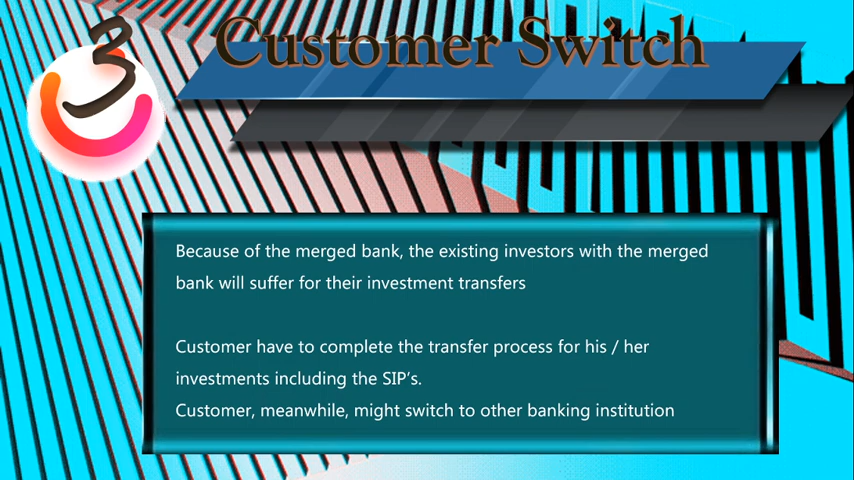 3
Customer Switch
Because of the merged bank, the existing investors with the merged
bank will suffer for their investment transfers
Customer have to complete the transfer process for his / her
investments including the SIP's.
Customer, meanwhile, might switch to other banking institution